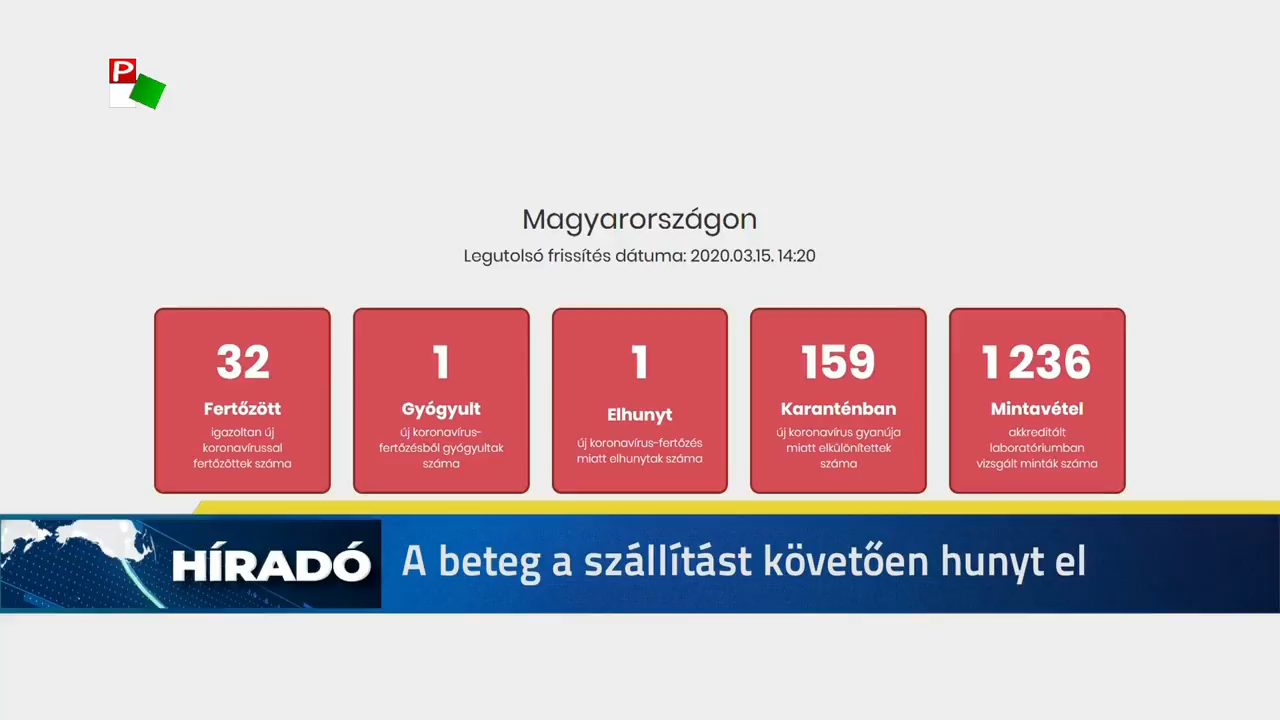 P
Magyarországon
Legutolsó frissítés dátuma: 2020.03.15. 14:20
32
Fertőzött
igazoltan új
koronavírussal
fertőzöttek száma
1
Gyógyult
új koronavírus-
fertőzésből gyógyultak
száma
1
Elhunyt
új koronavírus-fertőzés
miatt elhunytak száma
159
Karanténban
új koronavírus gyanúja
miatt elkülönítettek
száma
1 236
Mintavétel
akkreditált
laboratóriumban
vizsgált minták száma
HÍRADÓ
A beteg a szállítást követően hunyt el